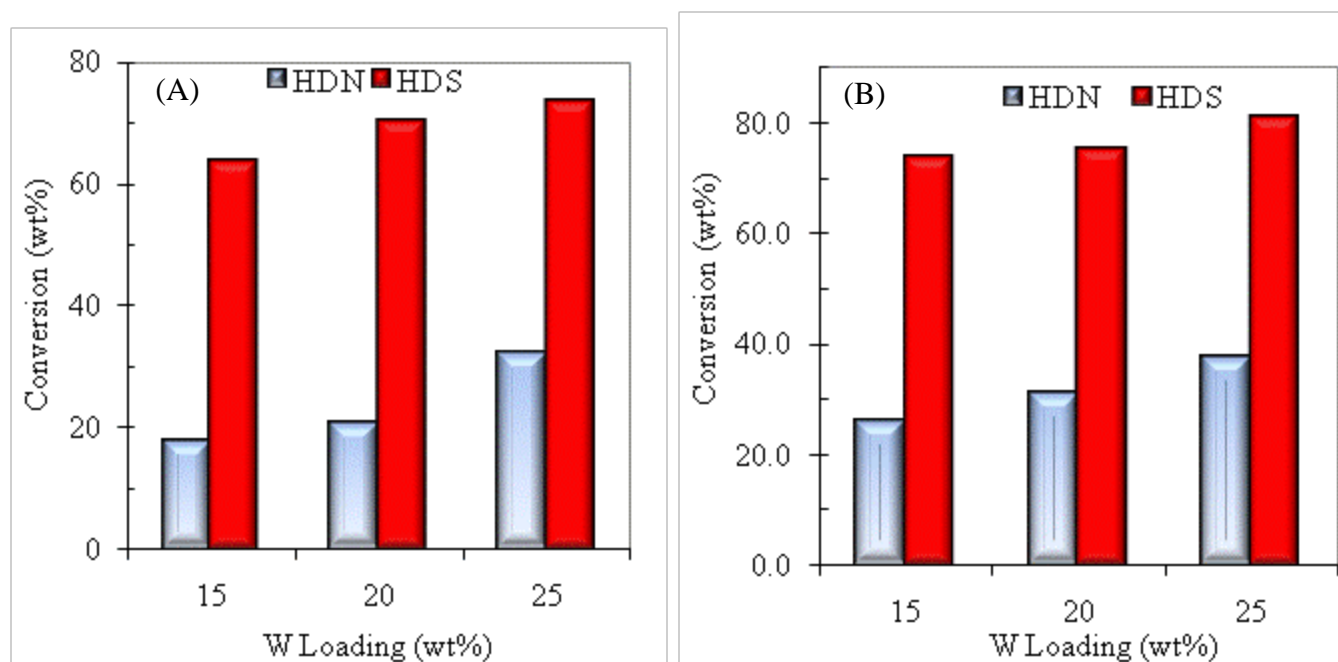 (A)
HDN HDS
80
60
40
20
0
Conversion (wt%)
15 20 25
W Loading (wt%)
(B)
HDN HDS
80.0
60.0
40.0
20.0
0.0
Conversion (wt%)
15 20 25
W Loading (wt%)